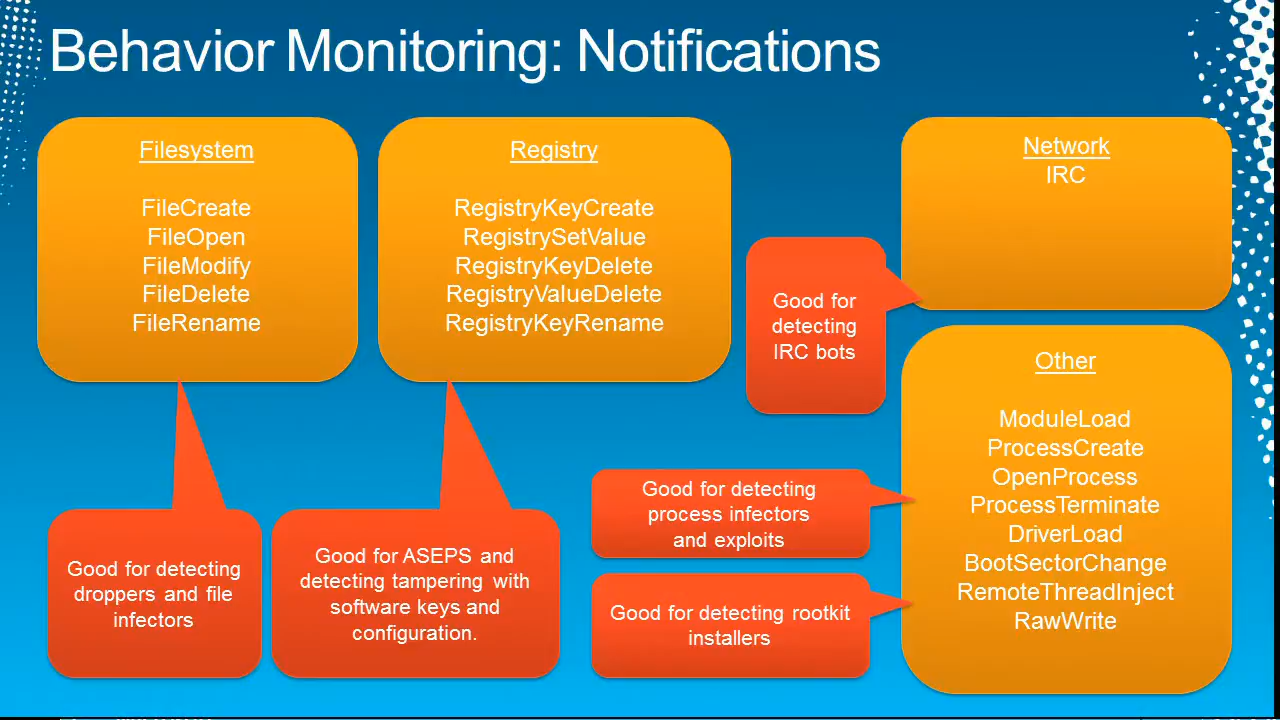 Behavior Monitoring: Notifications
Filesystem
FileCreate
FileOpen
FileModify
FileDelete
FileRename
Registry
RegistryKeyCreate
RegistrySetValue
RegistryKeyDelete
RegistryValueDelete
RegistryKeyRename
Network
IRC
Good for
detecting
IRC bots
Other
ModuleLoad
ProcessCreate
OpenProcess
ProcessTerminate
DriverLoad
BootSectorChange
RemoteThreadInject
RawWrite
Good for detecting
process infectors
and exploits
Good for detecting rootkit
installers
Good for detecting
droppers and file
infectors
Good for ASEPS and
detecting tampering with
software keys and
configuration.